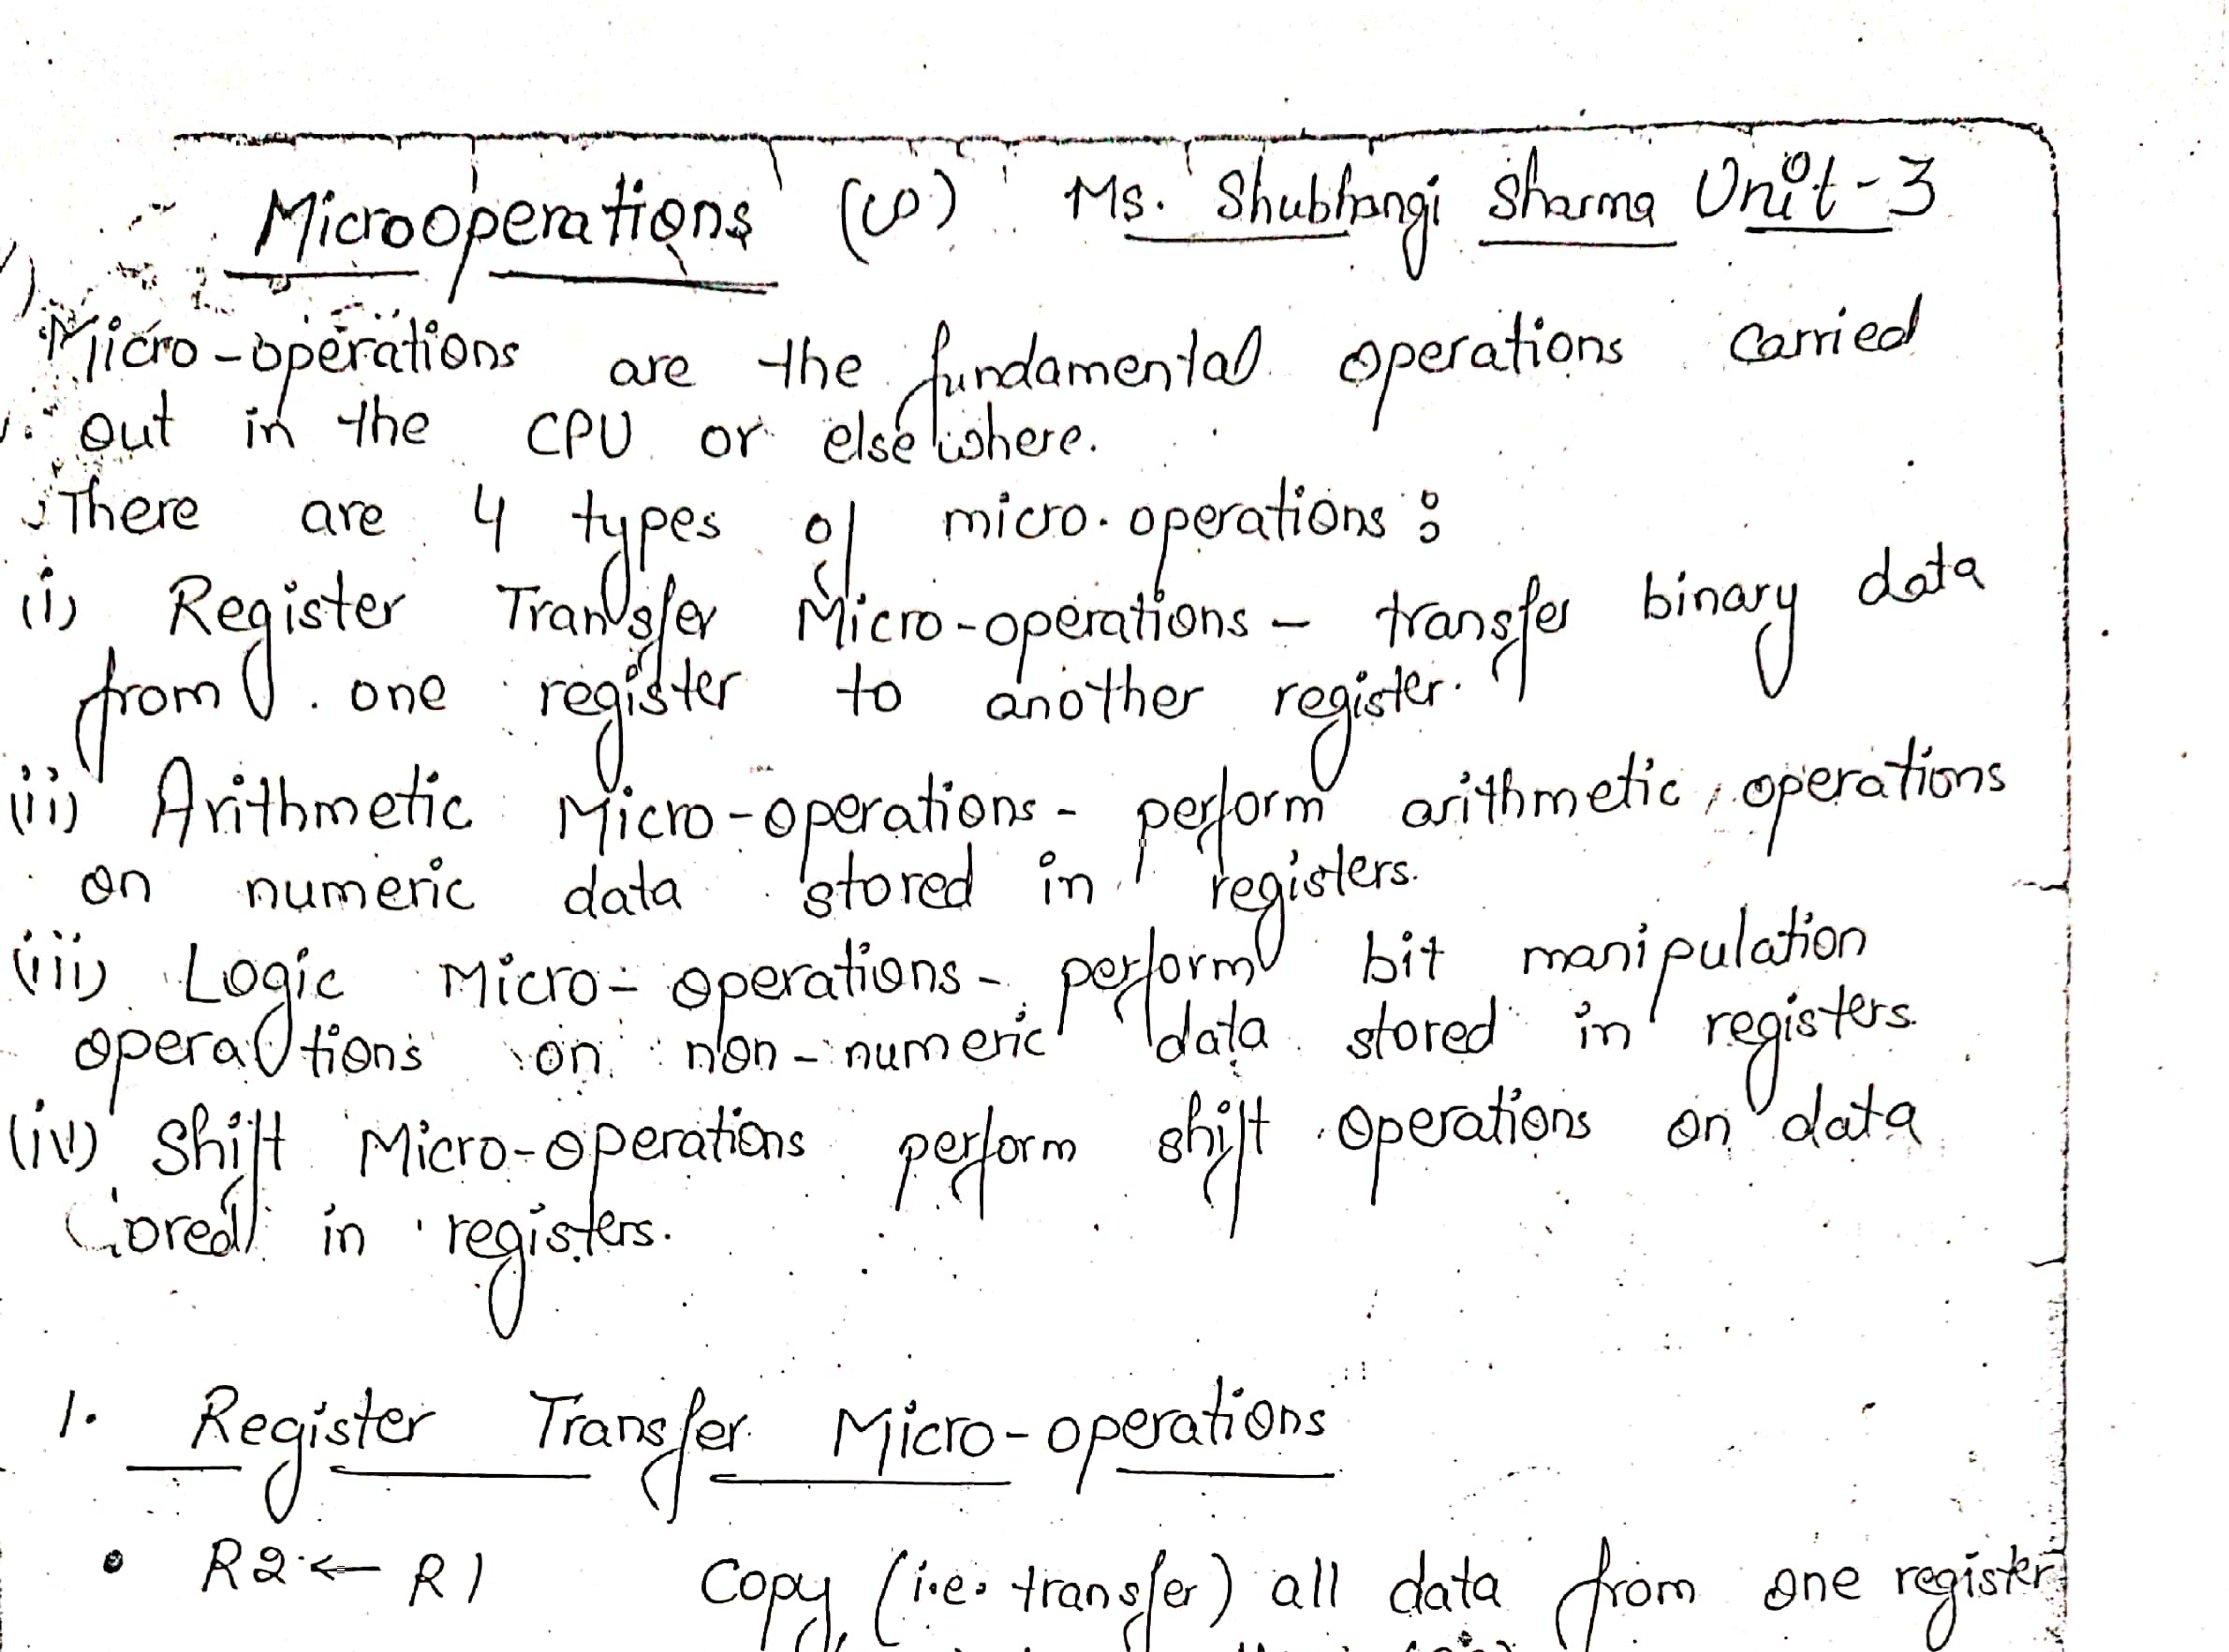 Microoperations Ms. Shubhangi Sharma Unit-3
Micro-operations are the fundamental operations carried
out in the CPU or elsewhere.
There are 4 types of micro-operations :
(i) Register Transfer Micro-operations - transfer binary data
from one register to another register.
(ii) Arithmetic Micro-operations - perform arithmetic operations
on numeric data stored in registers.
(iii) Logic Micro-operations - perform bit manipulation
operations on non-numeric data stored in registers.
(iv) Shift Micro-operations perform shift operations on data
in registers.
1. Register Transfer Micro-operations
• R2 ← R1 Copy (i.e. transfer) all data from one register